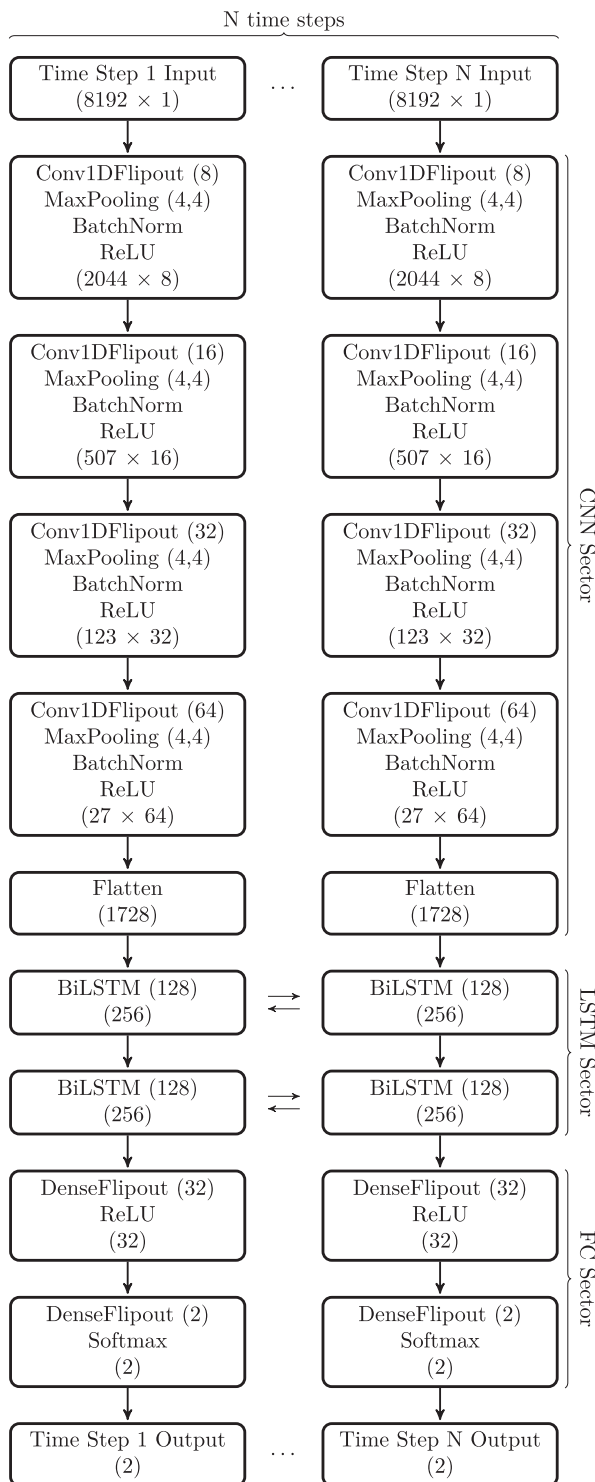 N time steps
Time Step 1 Input
(8192 × 1)
...
Time Step N Input
(8192 × 1)
Conv1DFlipout (8)
MaxPooling (4,4)
BatchNorm
ReLU
(2044 × 8)
Conv1DFlipout (8)
MaxPooling (4,4)
BatchNorm
ReLU
(2044 × 8)
Conv1DFlipout (16)
MaxPooling (4,4)
BatchNorm
ReLU
(507 × 16)
Conv1DFlipout (16)
MaxPooling (4,4)
BatchNorm
ReLU
(507 × 16)
Conv1DFlipout (32)
MaxPooling (4,4)
BatchNorm
ReLU
(123 × 32)
Conv1DFlipout (32)
MaxPooling (4,4)
BatchNorm
ReLU
(123 × 32)
Conv1DFlipout (64)
MaxPooling (4,4)
BatchNorm
ReLU
(27 × 64)
Conv1DFlipout (64)
MaxPooling (4,4)
BatchNorm
ReLU
(27 × 64)
Flatten
(1728)
Flatten
(1728)
CNN Sector
BiLSTM (128)
(256)
BiLSTM (128)
(256)
BiLSTM (128)
(256)
BiLSTM (128)
(256)
LSTM Sector
DenseFlipout (32)
ReLU
(32)
DenseFlipout (32)
ReLU
(32)
DenseFlipout (2)
Softmax
(2)
DenseFlipout (2)
Softmax
(2)
FC Sector
Time Step 1 Output
(2)
...
Time Step N Output
(2)